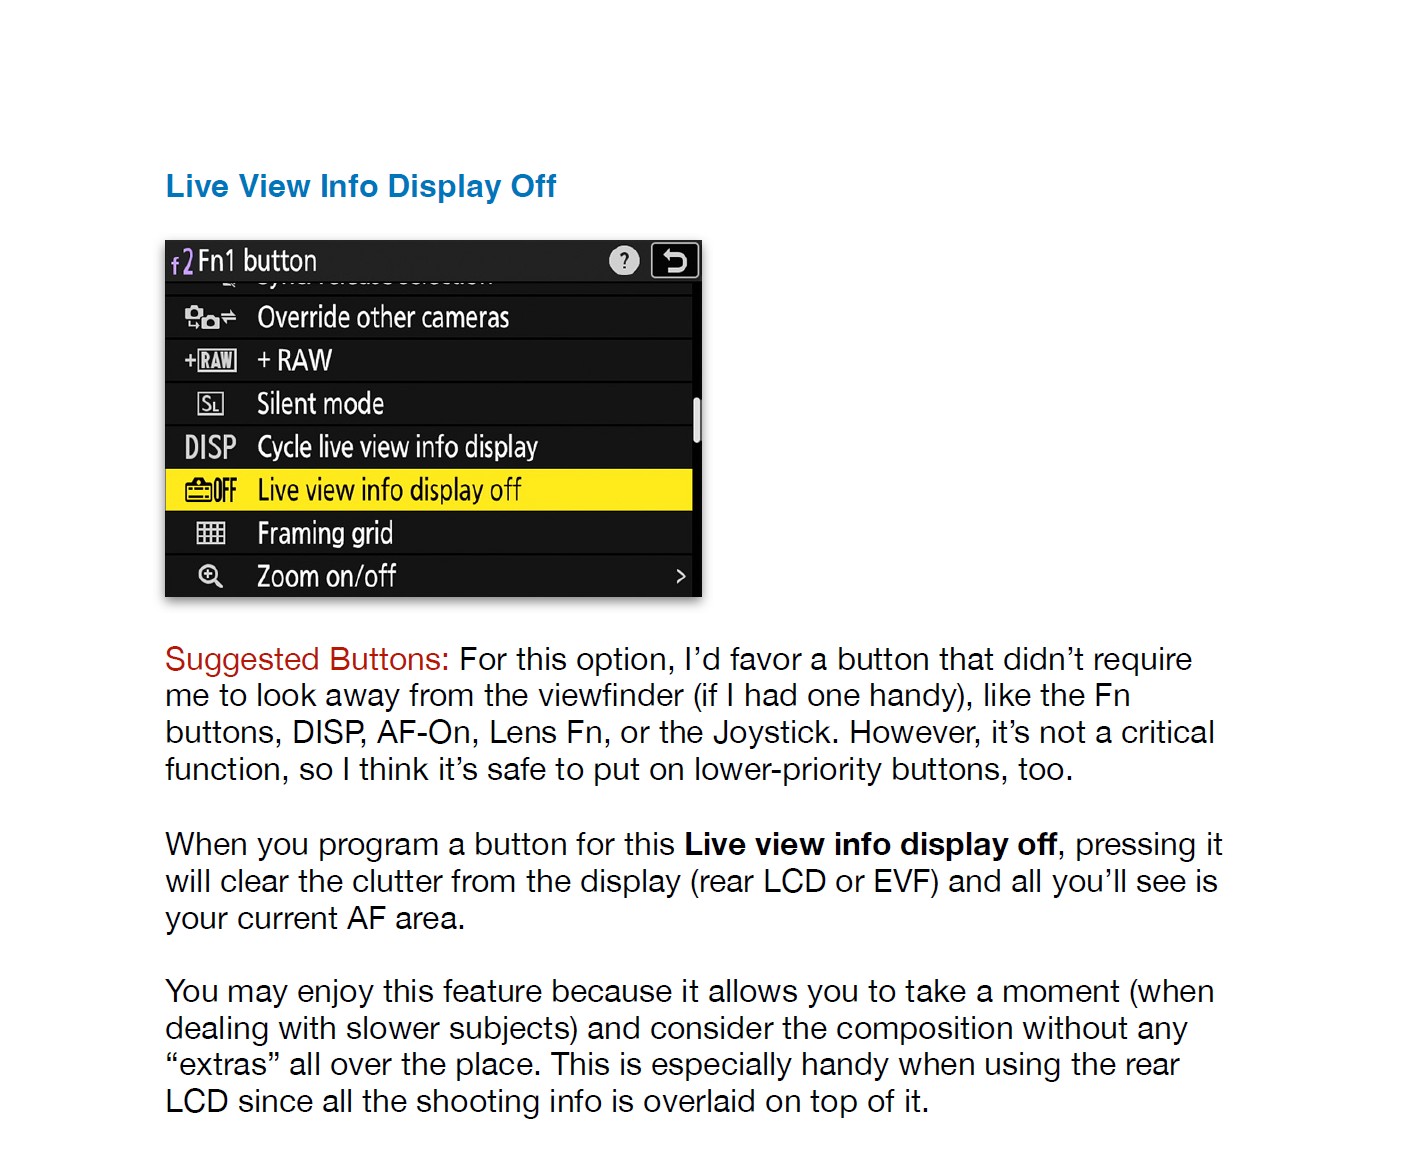 Live View Info Display Off
f2 Fn1 button ?
Override other cameras
+RAW + RAW
SL Silent mode
DISP Cycle live view info display
OFF Live view info display off
Framing grid
Zoom on/off >
Suggested Buttons: For this option, I’d favor a button that didn’t require
me to look away from the viewfinder (if I had one handy), like the Fn
buttons, DISP, AF-On, Lens Fn, or the Joystick. However, it’s not a critical
function, so I think it’s safe to put on lower-priority buttons, too.
When you program a button for this Live view info display off, pressing it
will clear the clutter from the display (rear LCD or EVF) and all you’ll see is
your current AF area.
You may enjoy this feature because it allows you to take a moment (when
dealing with slower subjects) and consider the composition without any
“extras” all over the place. This is especially handy when using the rear
LCD since all the shooting info is overlaid on top of it.